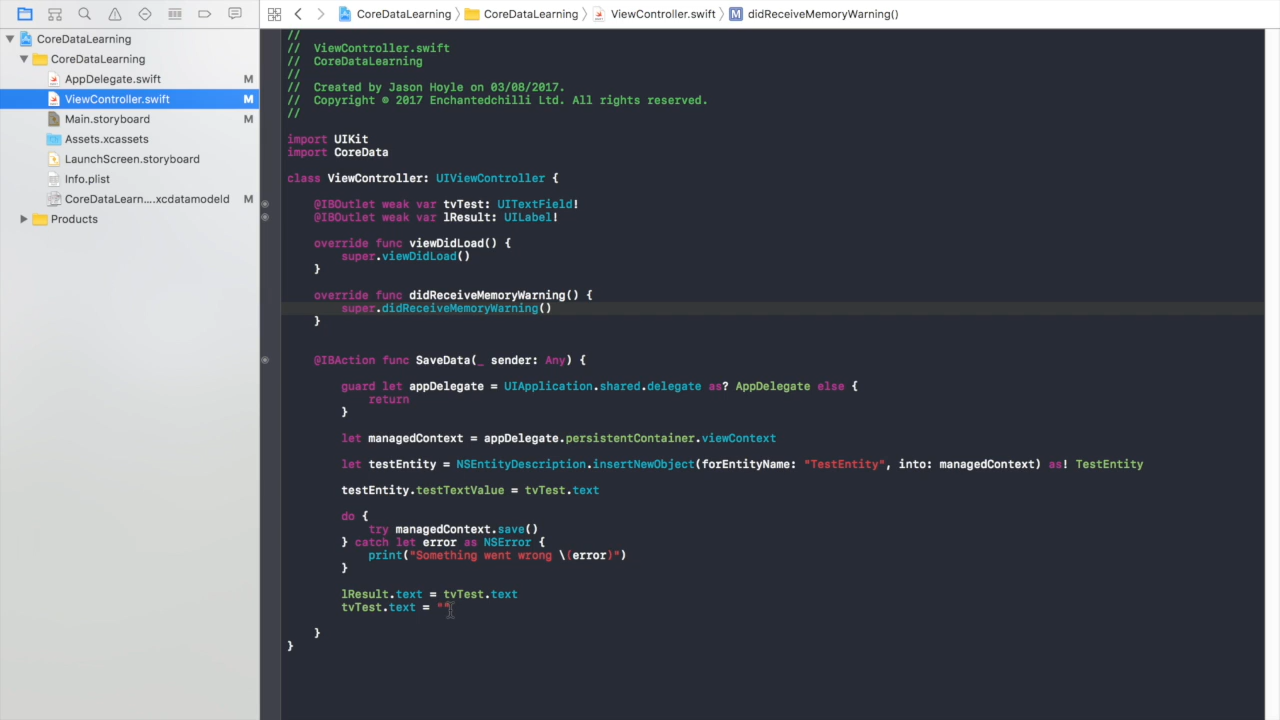 CoreDataLearning
CoreDataLearning
AppDelegate.swift M
ViewController.swift M
Main.storyboard M
Assets.xcassets
LaunchScreen.storyboard
Info.plist
CoreDataLearn....xcdatamodeld M
Products
CoreDataLearning CoreDataLearning ViewController.swift M didReceiveMemoryWarning()
//
// ViewController.swift
// CoreDataLearning
//
// Created by Jason Hoyle on 03/08/2017.
// Copyright © 2017 Enchantedchilli Ltd. All rights reserved.
//
import UIKit
import CoreData
class ViewController: UIViewController {
@IBOutlet weak var tvTest: UITextField!
@IBOutlet weak var lResult: UILabel!
override func viewDidLoad() {
super.viewDidLoad()
}
override func didReceiveMemoryWarning() {
super.didReceiveMemoryWarning()
}
@IBAction func SaveData(_ sender: Any) {
guard let appDelegate = UIApplication.shared.delegate as? AppDelegate else {
return
}
let managedContext = appDelegate.persistentContainer.viewContext
let testEntity = NSEntityDescription.insertNewObject(forEntityName: "TestEntity", into: managedContext) as! TestEntity
testEntity.testTextValue = tvTest.text
do {
try managedContext.save()
} catch let error as NSError {
print("Something went wrong \(error)")
}
lResult.text = tvTest.text
tvTest.text = ""
}
}